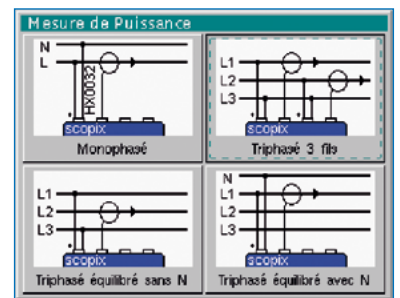 Mesure de Puissance
N
L
HX0032
scopix
Monophasé
L1
L2
L3
scopix
Triphasé 3 fils
L1
L2
L3
scopix
Triphasé équilibré sans N
N
L1
L2
L3
scopix
Triphasé équilibré avec N